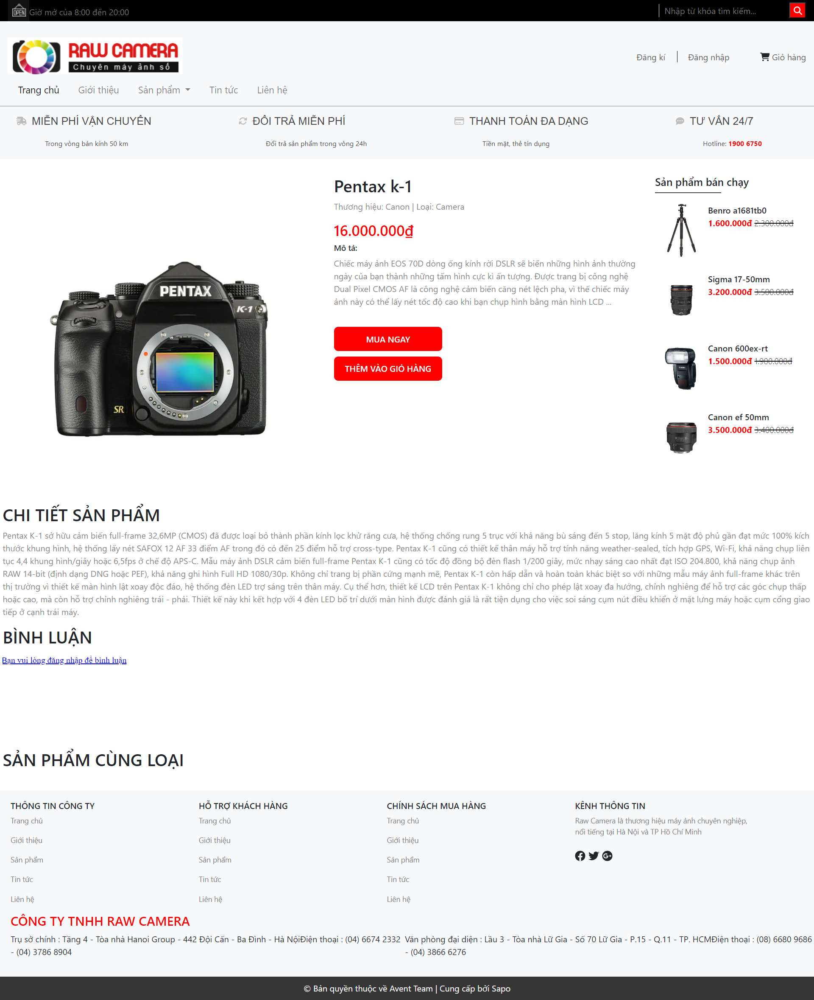 OPEN Giờ mở của 8:00 đến 20:00
Nhập từ khóa tìm kiếm...
RAW CAMERA
Chuyên máy ảnh số
Đăng kí
Đăng nhập
Giỏ hàng
Trang chủ
Giới thiệu
Sản phẩm
Tin tức
Liên hệ
MIỄN PHÍ VẬN CHUYỂN
Trong vòng bán kính 50 km
ĐỔI TRẢ MIỄN PHÍ
Đổi trả sản phẩm trong vòng 24h
THANH TOÁN ĐA DẠNG
Tiền mặt, thẻ tín dụng
TƯ VẤN 24/7
Hotline: 1900 6750
PENTAX
K-1
SR
Pentax k-1
Thương hiệu: Canon | Loại: Camera
16.000.000₫
Mô tả:
Chiếc máy ảnh EOS 70D dòng ống kính rời DSLR sẽ biến những hình ảnh thường
ngày của bạn thành những tấm hình cực kì ấn tượng. Được trang bị công nghệ
Dual Pixel CMOS AF là công nghệ cảm biến căng nét lệch pha, vì thế chiếc máy
ảnh này có thể lấy nét tốc độ cao khi bạn chụp hình bằng màn hình LCD ...
MUA NGAY
THÊM VÀO GIỎ HÀNG
Sản phẩm bán chạy
Benro a1681tb0
1.600.000đ 2.300.000đ
Sigma 17-50mm
3.200.000đ 3.500.000đ
Canon 600ex-rt
1.500.000đ 1.900.000đ
Canon ef 50mm
3.500.000đ 3.400.000đ
CHI TIẾT SẢN PHẨM
Pentax K-1 sở hữu cảm biến full-frame 32,6MP (CMOS) đã được loại bỏ thành phần kính lọc khử răng cưa, hệ thống chống rung 5 trục với khả năng bù sáng đến 5 stop, lăng kính 5 mặt độ phủ gần đạt mức 100% kích
thước khung hình, hệ thống lấy nét SAFOX 12 AF 33 điểm AF trong đó có đến 25 điểm hỗ trợ cross-type. Pentax K-1 cũng có thiết kế thân máy hỗ trợ tính năng weather-sealed, tích hợp GPS, Wi-Fi, khả năng chụp liên
tục 4,4 khung hình/giây hoặc 6,5fps ở chế độ APS-C. Mẫu máy ảnh DSLR cảm biến full-frame Pentax K-1 cũng có tốc độ đồng bộ đèn flash 1/200 giây, mức nhạy sáng cao nhất đạt ISO 204.800, khả năng chụp ảnh
RAW 14-bit (định dạng DNG hoặc PEF), khả năng ghi hình Full HD 1080/30p. Không chỉ trang bị phần cứng mạnh mẽ, Pentax K-1 còn hấp dẫn và hoàn toàn khác biệt so với những mẫu máy ảnh full-frame khác trên
thị trường vì thiết kế màn hình lật xoay độc đáo, hệ thống đèn LED trợ sáng trên thân máy. Cụ thể hơn, thiết kế LCD trên Pentax K-1 không chỉ cho phép lật xoay đa hướng, chỉnh nghiêng để hỗ trợ các góc chụp thấp
hoặc cao, mà còn hỗ trợ chỉnh nghiêng trái - phải. Thiết kế này khi kết hợp với 4 đèn LED bố trí dưới màn hình được đánh giá là rất tiện dụng cho việc soi sáng cụm nút điều khiển ở mặt lưng máy hoặc cụm cổng giao
tiếp ở cạnh trái máy.
BÌNH LUẬN
Bạn vui lòng đăng nhập để bình luận
SẢN PHẨM CÙNG LOẠI
THÔNG TIN CÔNG TY
Trang chủ
Giới thiệu
Sản phẩm
Tin tức
Liên hệ
HỖ TRỢ KHÁCH HÀNG
Trang chủ
Giới thiệu
Sản phẩm
Tin tức
Liên hệ
CHÍNH SÁCH MUA HÀNG
Trang chủ
Giới thiệu
Sản phẩm
Tin tức
Liên hệ
KÊNH THÔNG TIN
Raw Camera là thương hiệu máy ảnh chuyên nghiệp,
nổi tiếng tại Hà Nội và TP Hồ Chí Minh
CÔNG TY TNHH RAW CAMERA
Trụ sở chính : Tầng 4 - Tòa nhà Hanoi Group - 442 Đội Cấn - Ba Đình - Hà NộiĐiện thoại : (04) 6674 2332
- (04) 3786 8904
Văn phòng đại diện : Lầu 3 - Tòa nhà Lữ Gia - Số 70 Lữ Gia - P.15 - Q.11 - TP. HCMĐiện thoại : (08) 6680 9686
- (04) 3866 6276
© Bản quyền thuộc về Avent Team | Cung cấp bởi Sapo